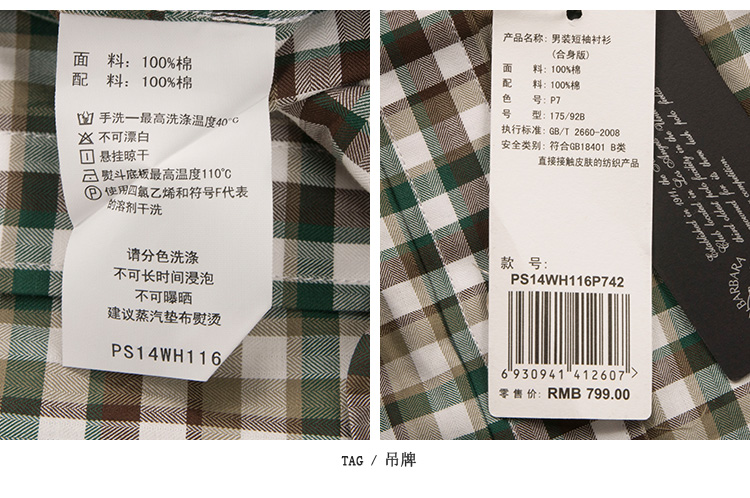 面 料: 100%棉
配 料: 100%棉
手洗一最高洗涤温度40℃
不可漂白
悬挂晾干
熨斗底板最高温度110℃
使用四氯乙烯和符号F代表
的溶剂干洗
请分色洗涤
不可长时间浸泡
不可曝晒
建议蒸汽垫布熨烫
PS14WH116
产品名称: 男装短袖衬衫
(合身版)
面 料: 100%棉
配 料: 100%棉
色 号: P7
号 型: 175/92B
执行标准: GB/T 2660-2008
安全类别: 符合GB18401 B类
直接接触皮肤的纺织产品
款 号:
PS14WH116P742
6 930941 412607
零售价: RMB 799.00
BARBARA
TAG / 吊牌